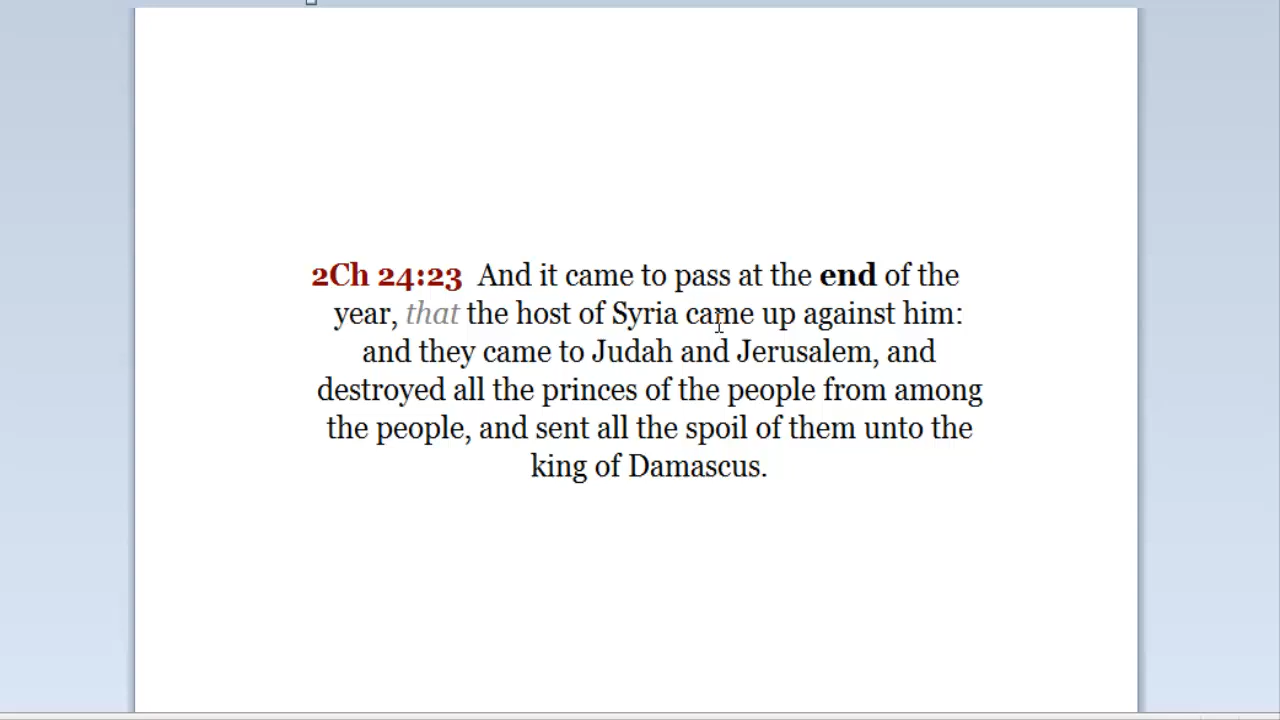 2Ch 24:23 And it came to pass at the end of the
year, that the host of Syria came up against him:
and they came to Judah and Jerusalem, and
destroyed all the princes of the people from among
the people, and sent all the spoil of them unto the
king of Damascus.